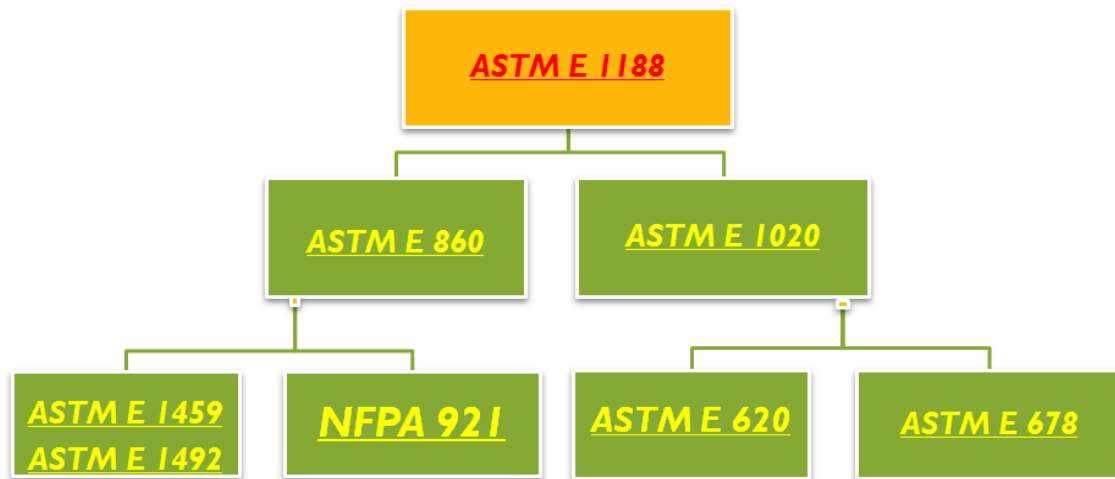 ASTM E 1188
ASTM E 860
ASTM E 1020
ASTM E 1459
ASTM E 1492
NFPA 921
ASTM E 620
ASTM E 678